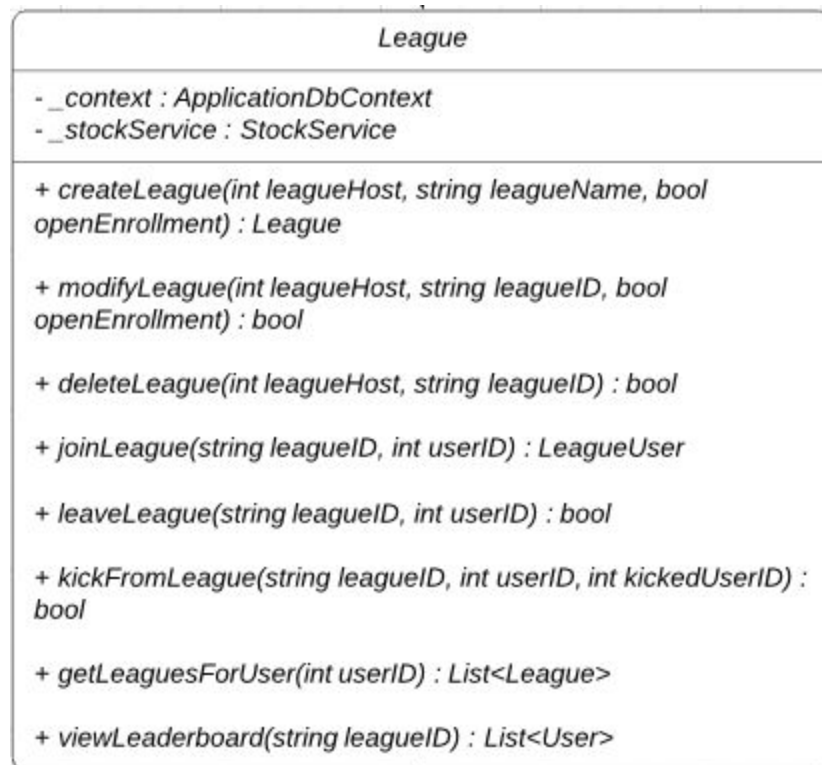 League
- _context : ApplicationDbContext
- _stockService : StockService
+ createLeague(int leagueHost, string leagueName, bool
openEnrollment) : League
+ modifyLeague(int leagueHost, string leagueID, bool
openEnrollment) : bool
+ deleteLeague(int leagueHost, string leagueID) : bool
+ joinLeague(string leagueID, int userID) : LeagueUser
+ leaveLeague(string leagueID, int userID) : bool
+ kickFromLeague(string leagueID, int userID, int kickedUserID) :
bool
+ getLeaguesForUser(int userID) : List<League>
+ viewLeaderboard(string leagueID) : List<User>